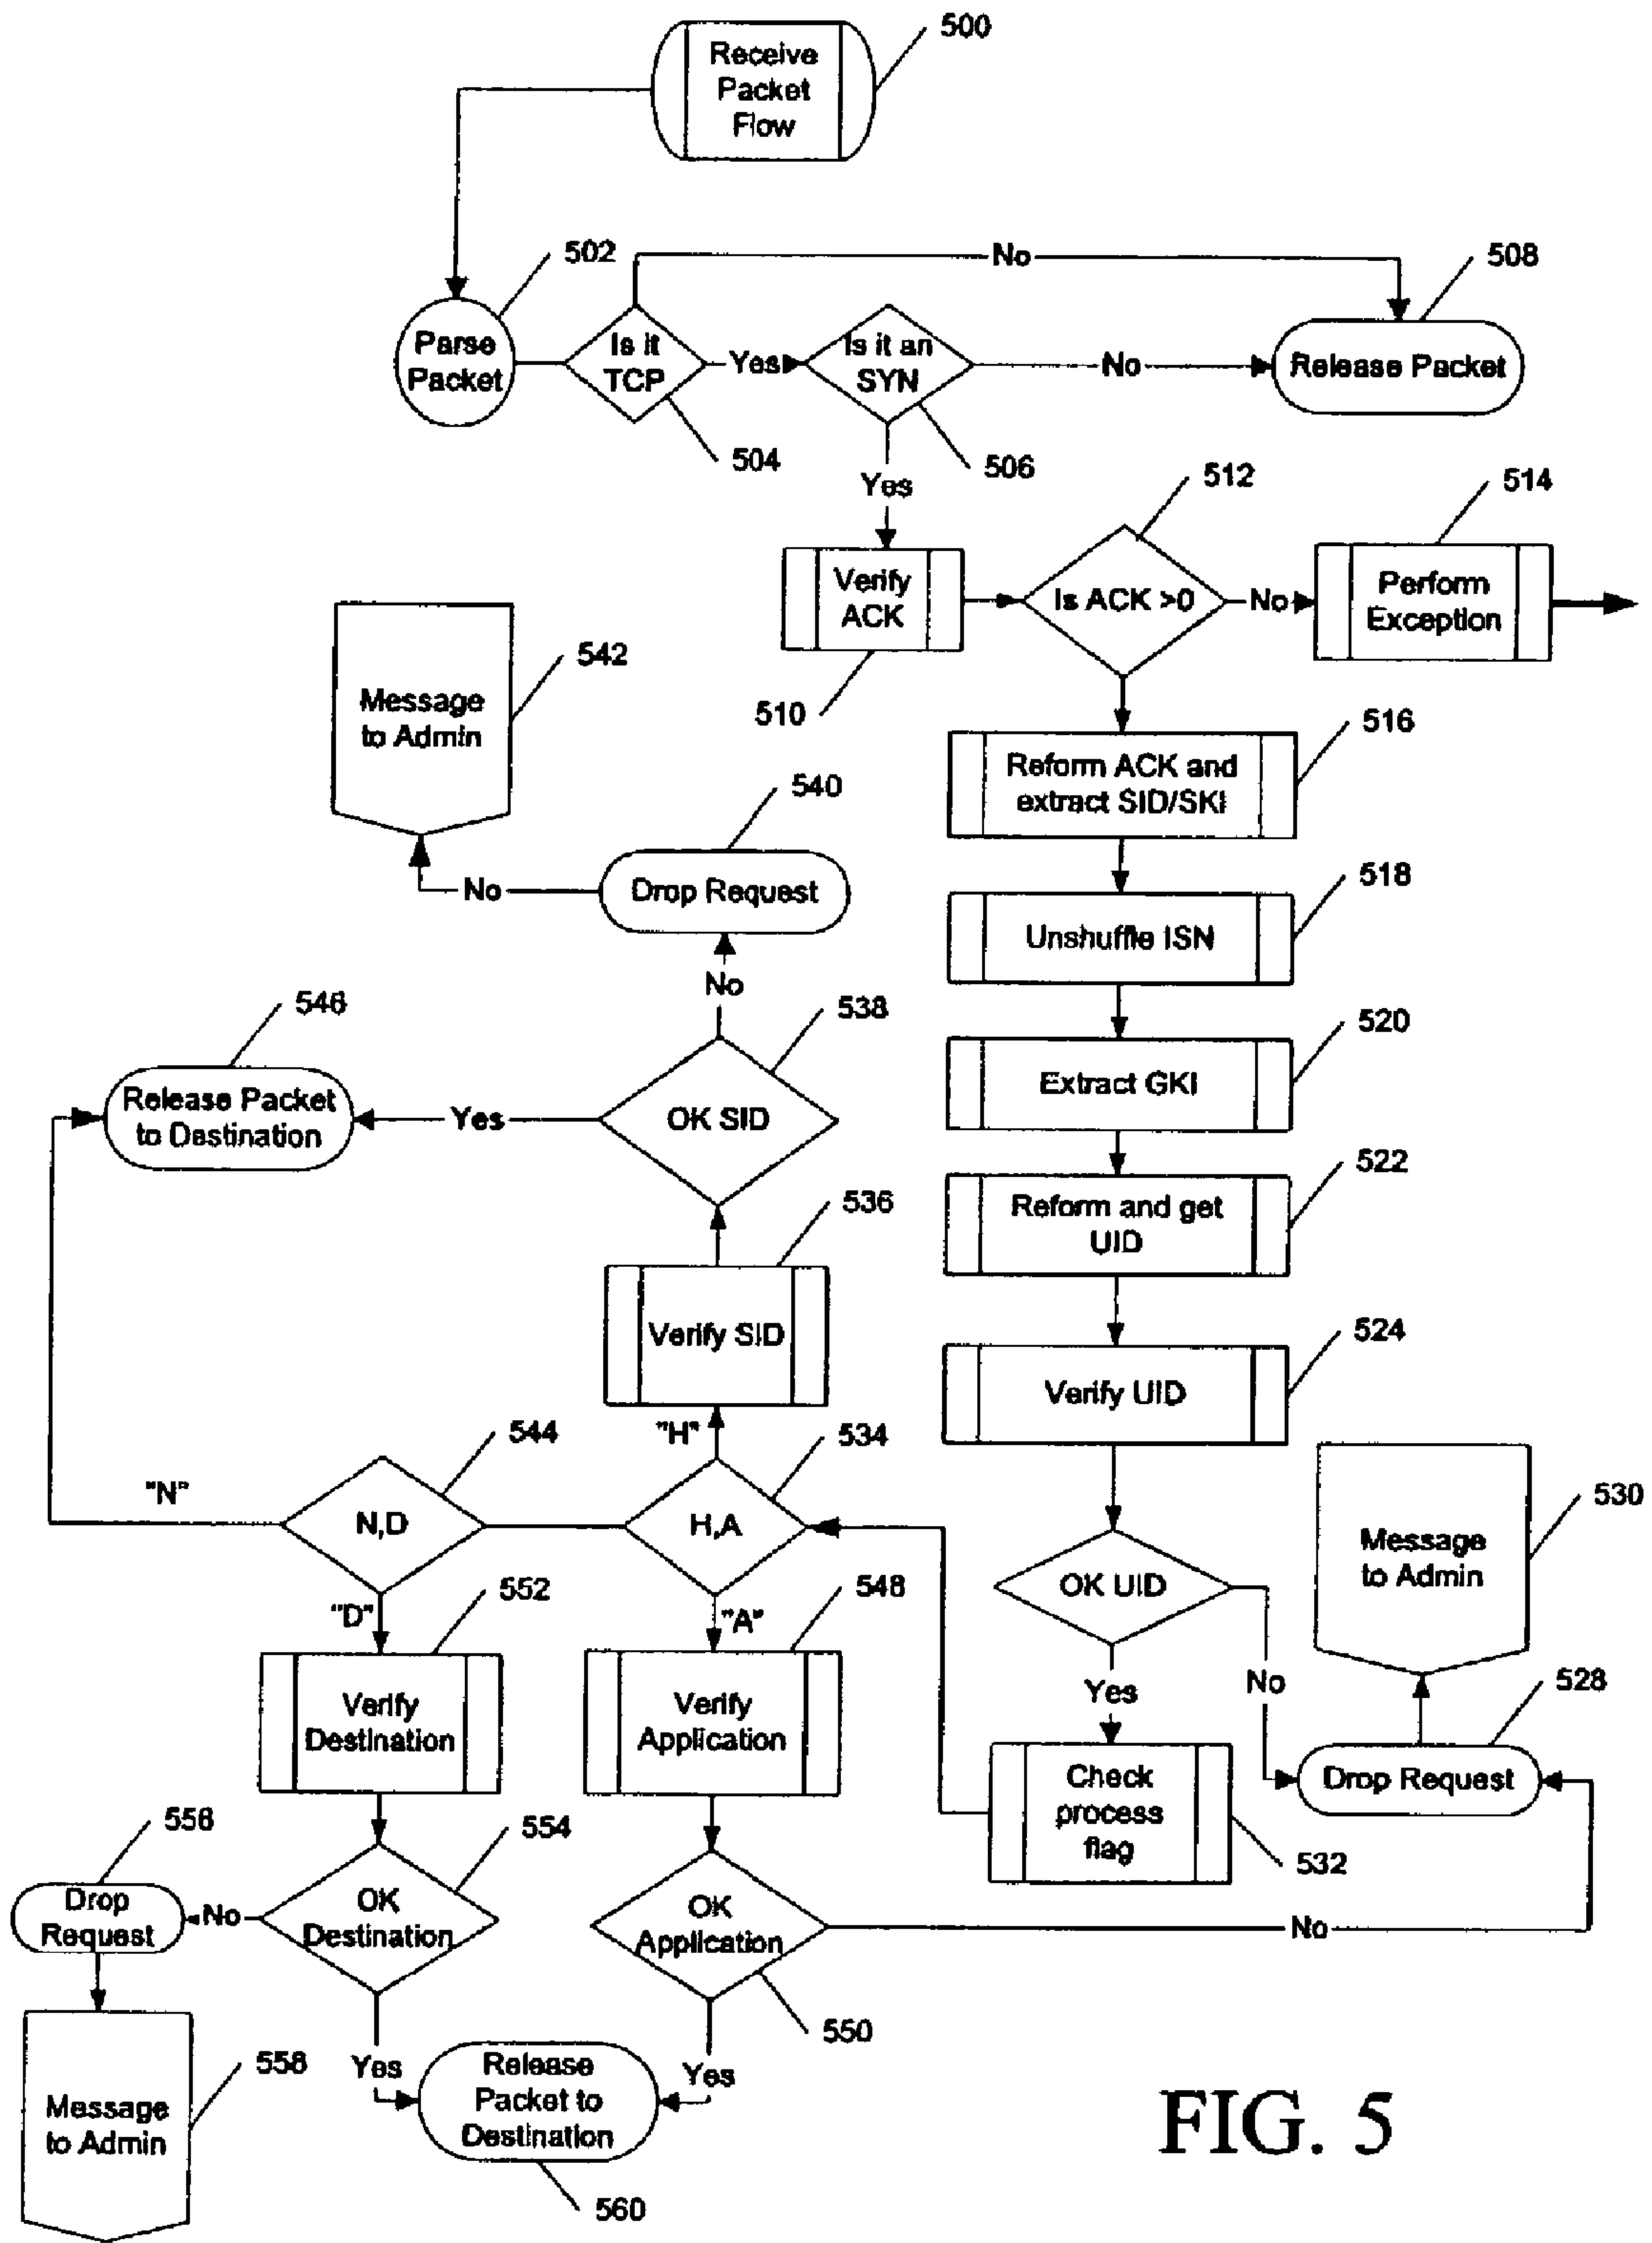 500
Receive
Packet
Flow
502
No
508
Parse
Packet
Is it
TCP
Yes
Is it an
SYN
No
Release Packet
504
506
Yes
512
514
Verify
ACK
Is ACK >0
No
Perform
Exception
510
542
Message
to Admin
516
Reform ACK and
extract SID/SKI
540
Drop Request
No
518
Unshuffle ISN
No
538
546
520
Extract GKI
Release Packet
to Destination
Yes
OK SID
522
Reform and get
UID
536
Verify SID
524
Verify UID
"H"
534
544
"N"
N,D
H,A
530
Message
to Admin
OK UID
552
548
"D"
"A"
Verify
Destination
Verify
Application
Yes
No
528
Drop Request
Check
process
flag
532
556
554
Drop
Request
No
OK
Destination
OK
Application
No
550
558
Yes
Yes
Release
Packet to
Destination
Message
to Admin
560
FIG. 5